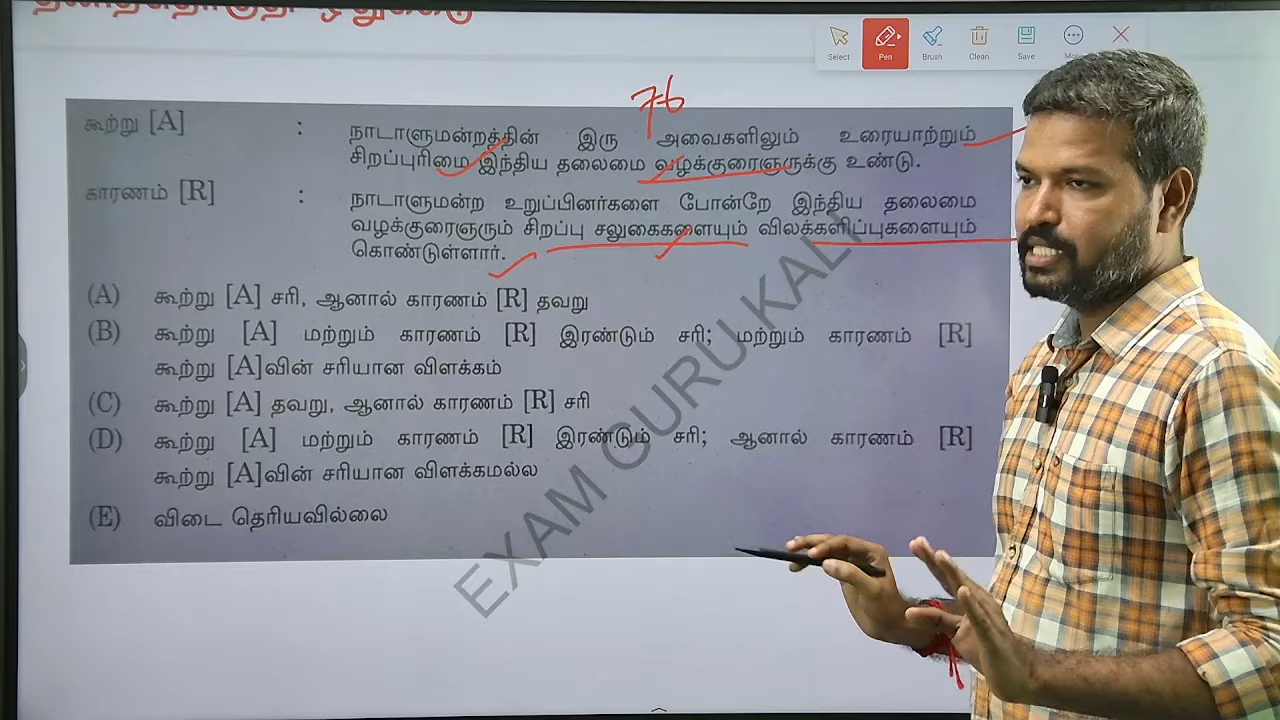 Select Pen Brush Clean Save
76
கூற்று [A] : நாடாளுமன்றத்தின் இரு அவைகளிலும் உரையாற்றும்
சிறப்புரிமை இந்திய தலைமை வழக்குரைஞருக்கு உண்டு.
காரணம் [R] : நாடாளுமன்ற உறுப்பினர்களை போன்றே இந்திய தலைமை
வழக்குரைஞரும் சிறப்பு சலுகைகளையும் விலக்களிப்புகளையும்
கொண்டுள்ளார்.
(A) கூற்று [A] சரி, ஆனால் காரணம் [R] தவறு
(B) கூற்று [A] மற்றும் காரணம் [R] இரண்டும் சரி; மற்றும் காரணம் [R]
கூற்று [A]வின் சரியான விளக்கம்
(C) கூற்று [A] தவறு, ஆனால் காரணம் [R] சரி
(D) கூற்று [A] மற்றும் காரணம் [R] இரண்டும் சரி; ஆனால் காரணம் [R]
கூற்று [A]வின் சரியான விளக்கமல்ல
(E) விடை தெரியவில்லை
EXAM GURU KALI